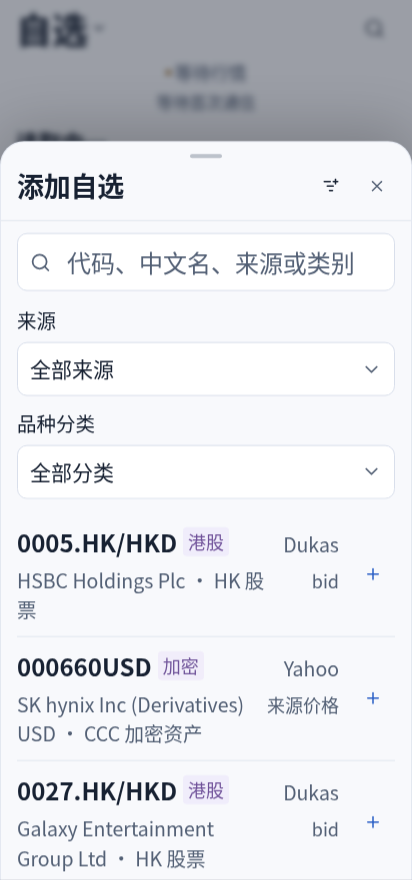 自选
等待行情
等待首次通信
添加自选
代码、中文名、来源或类别
来源
全部来源
品种分类
全部分类
0005.HK/HKD 港股 Dukas
HSBC Holdings Plc · HK 股 bid
票
000660USD 加密 Yahoo
SK hynix Inc (Derivatives) 来源价格
USD · CCC 加密资产
0027.HK/HKD 港股 Dukas
Galaxy Entertainment bid
Group Ltd · HK 股票